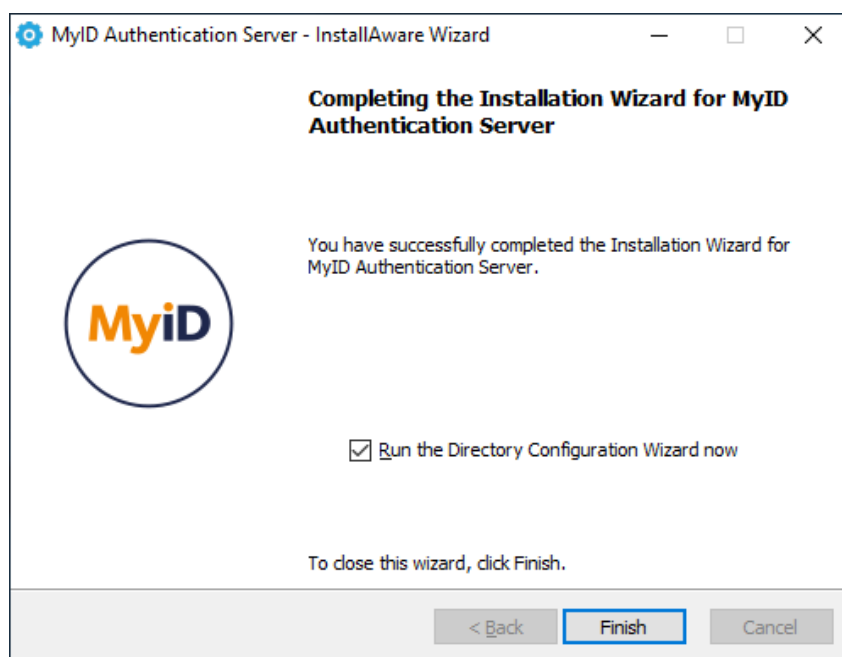 MyID Authentication Server - InstallAware Wizard
Completing the Installation Wizard for MyID
Authentication Server
You have successfully completed the Installation Wizard for
MyID Authentication Server.
MyiD
Run the Directory Configuration Wizard now
To close this wizard, click Finish.
< Back
Finish
Cancel